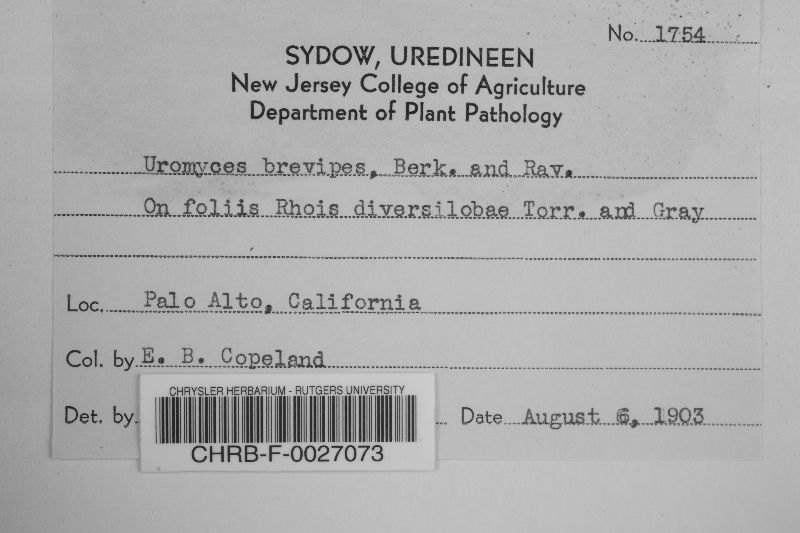 No. 1754
SYDOW, UREDINEEN
New Jersey College of Agriculture
Department of Plant Pathology
Uromyces brevipes, Berk. and Rav.
On foliis Rhois diversilobae Torr. and Gray
Loc. Palo Alto, California
Col. by E. B. Copeland
Det. by
Date August 6, 1903
CHRYSLER HERBARIUM - RUTGERS UNIVERSITY
CHRB-F-0027073